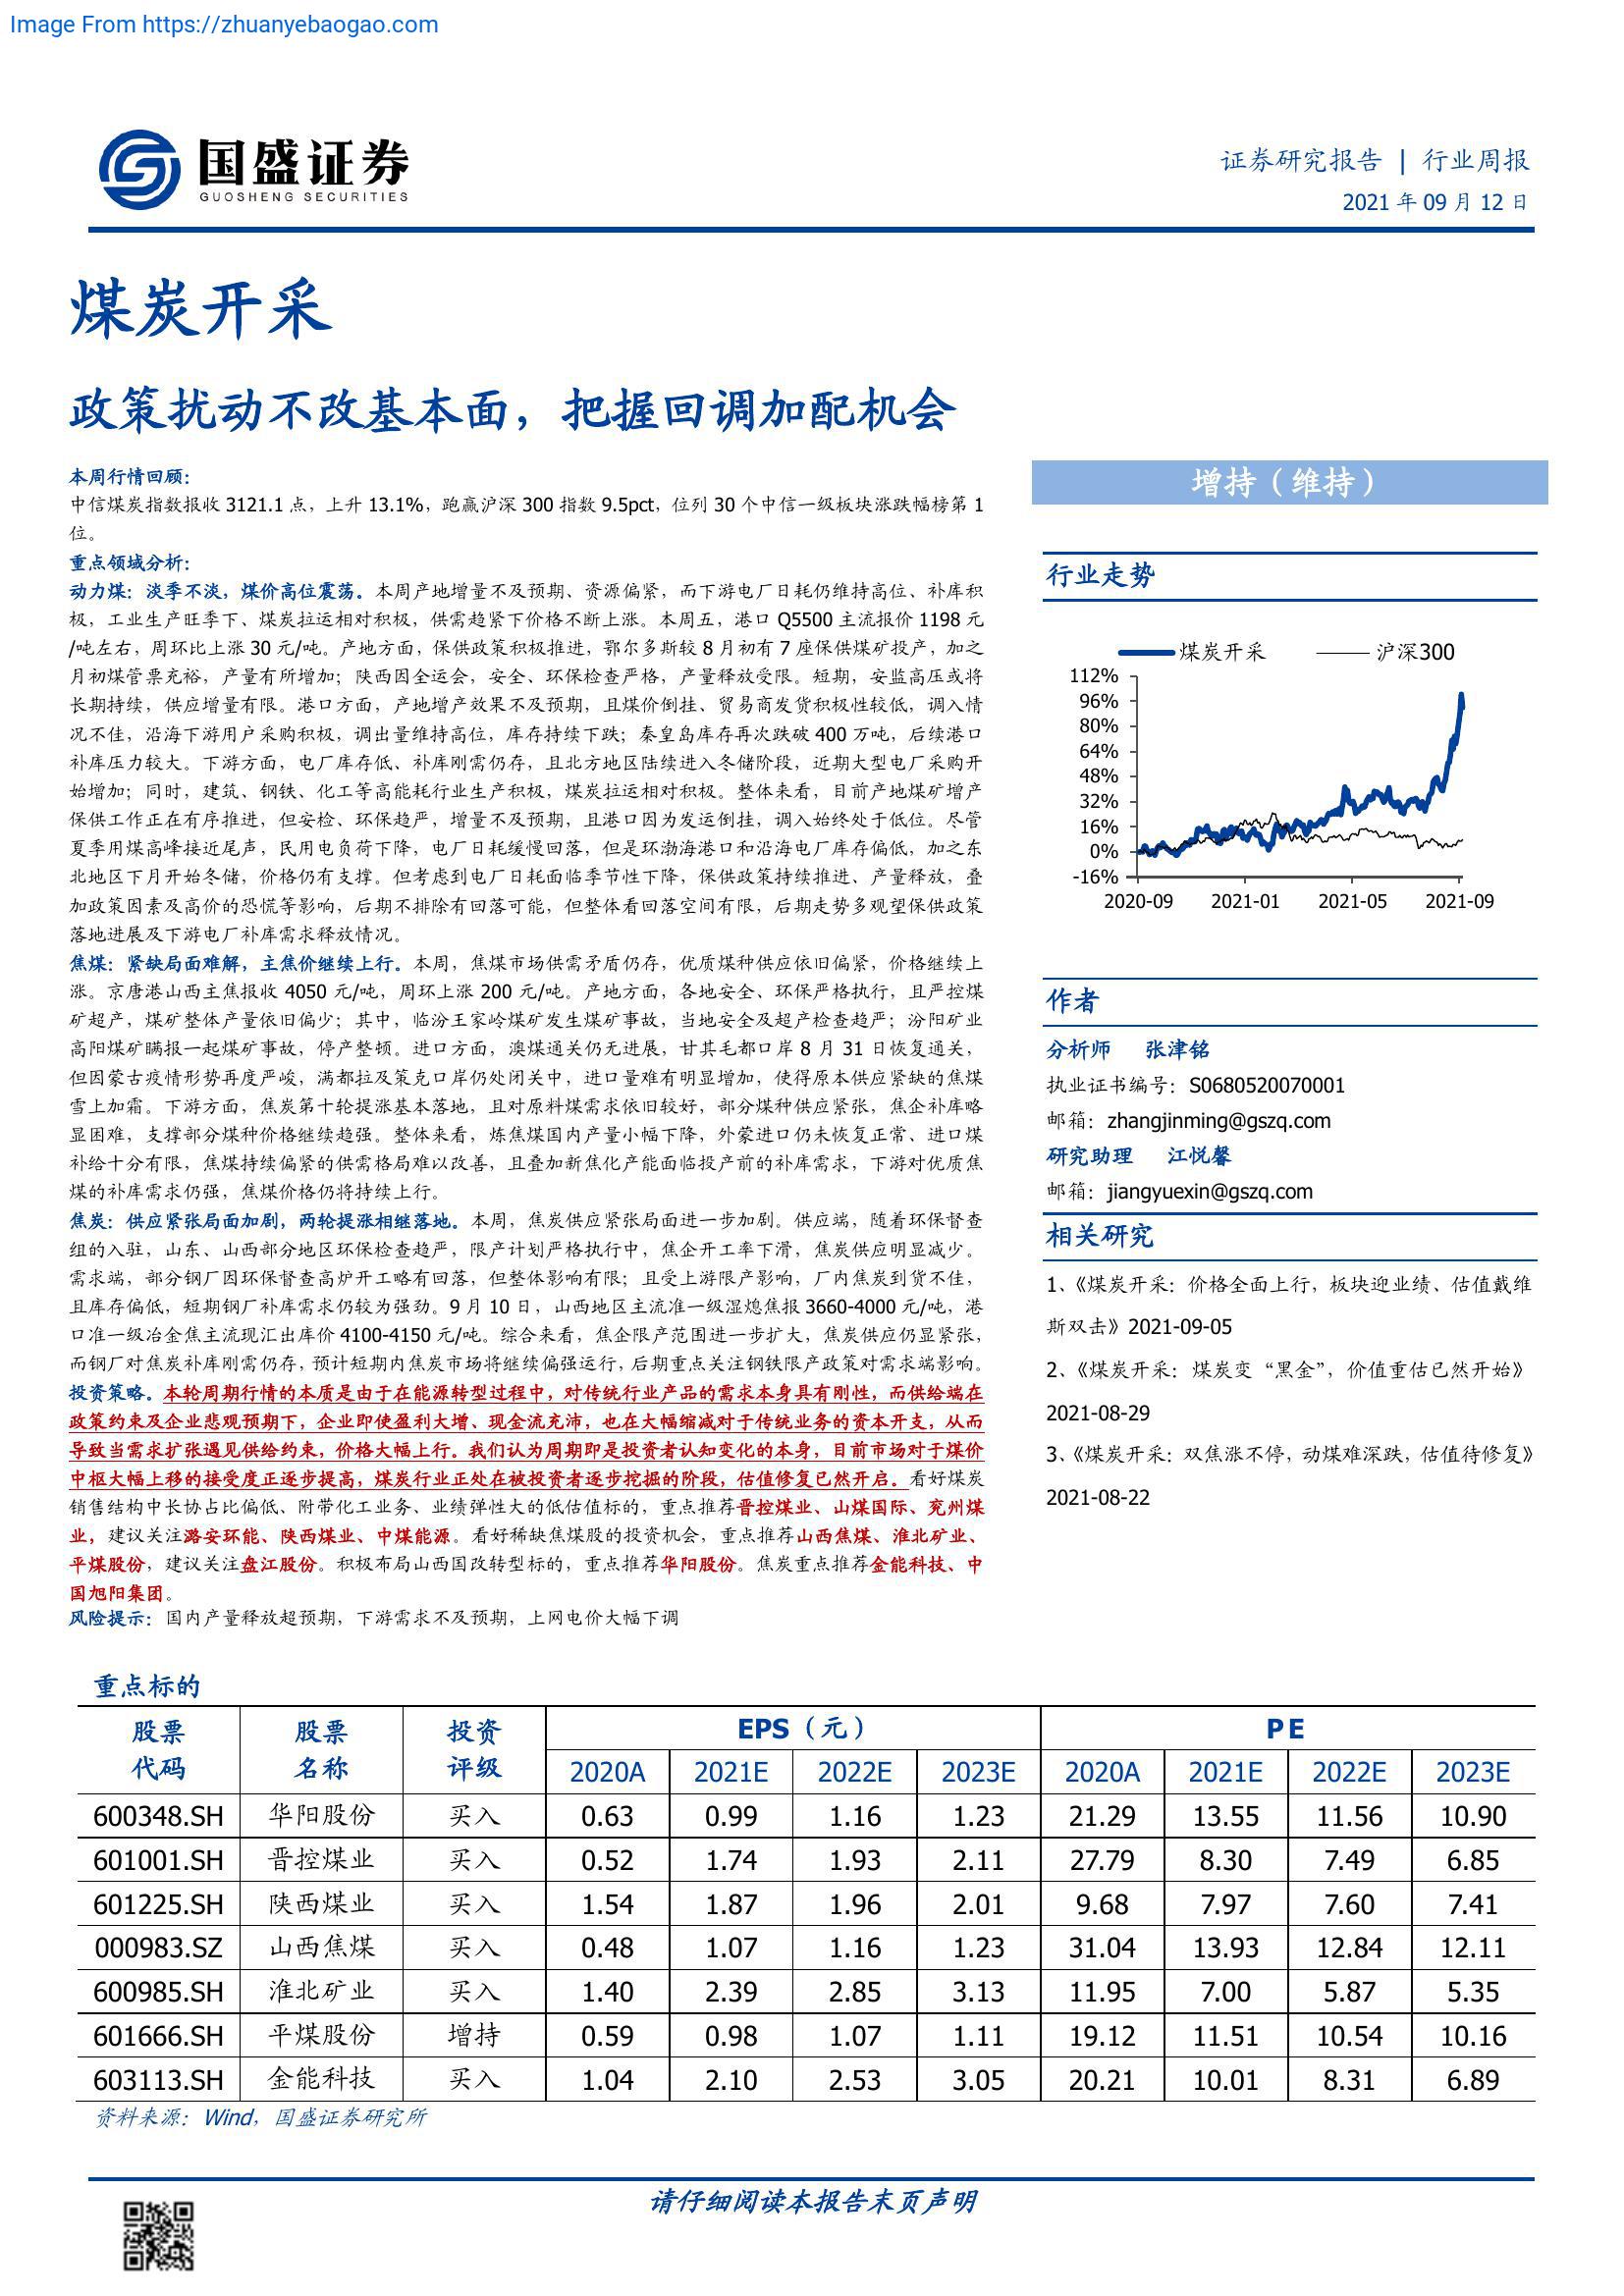 Image From https://zhuanyebaogao.com
国盛证券
GUOSHENG SECURITIES
证券研究报告 | 行业周报
2021 年 09 月 12 日
煤炭开采
政策扰动不改基本面，把握回调加配机会
本周行情回顾：
中信煤炭指数报收 3121.1 点，上升 13.1%，跑赢沪深 300 指数 9.5pct，位列 30 个中信一级板块涨跌幅榜第 1
位。
重点领域分析：
动力煤：淡季不淡，煤价高位震荡。本周产地增量不及预期、资源偏紧，而下游电厂日耗仍维持高位、补库积
极，工业生产旺季下、煤炭拉运相对积极，供需趋紧下价格不断上涨。本周五，港口 Q5500 主流报价 1198 元
/吨左右，周环比上涨 30 元/吨。产地方面，保供政策积极推进，鄂尔多斯较 8 月初有 7 座保供煤矿投产，加之
月初煤管票充裕，产量有所增加；陕西因全运会，安全、环保检查严格，产量释放受限。短期，安监高压或将
长期持续，供应增量有限。港口方面，产地增产效果不及预期，且煤价倒挂、贸易商发货积极性较低，调入情
况不佳，沿海下游用户采购积极，调出量维持高位，库存持续下跌；秦皇岛库存再次跌破 400 万吨，后续港口
补库压力较大。下游方面，电厂库存低、补库刚需仍存，且北方地区陆续进入冬储阶段，近期大型电厂采购开
始增加；同时，建筑、钢铁、化工等高能耗行业生产积极，煤炭拉运相对积极。整体来看，目前产地煤矿增产
保供工作正在有序推进，但安检、环保趋严，增量不及预期，且港口因为发运倒挂，调入始终处于低位。尽管
夏季用煤高峰接近尾声，民用电负荷下降，电厂日耗缓慢回落，但是环渤海港口和沿海电厂库存偏低，加之东
北地区下月开始冬储，价格仍有支撑。但考虑到电厂日耗面临季节性下降，保供政策持续推进、产量释放，叠
加政策因素及高价的恐慌等影响，后期不排除有回落可能，但整体看回落空间有限，后期走势多观望保供政策
落地进展及下游电厂补库需求释放情况。
焦煤：紧缺局面难解，主焦价继续上行。本周，焦煤市场供需矛盾仍存，优质煤种供应依旧偏紧，价格继续上
涨。京唐港山西主焦报收 4050 元/吨，周环上涨 200 元/吨。产地方面，各地安全、环保严格执行，且严控煤
矿超产，煤矿整体产量依旧偏少；其中，临汾王家岭煤矿发生煤矿事故，当地安全及超产检查趋严；汾阳矿业
高阳煤矿瞒报一起煤矿事故，停产整顿。进口方面，澳煤通关仍无进展，甘其毛都口岸 8 月 31 日恢复通关，
但因蒙古疫情形势再度严峻，满都拉及策克口岸仍处闭关中，进口量难有明显增加，使得原本供应紧缺的焦煤
雪上加霜。下游方面，焦炭第十轮提涨基本落地，且对原料煤需求依旧较好，部分煤种供应紧张，焦企补库略
显困难，支撑部分煤种价格继续趋强。整体来看，炼焦煤国内产量小幅下降，外蒙进口仍未恢复正常、进口煤
补给十分有限，焦煤持续偏紧的供需格局难以改善，且叠加新焦化产能面临投产前的补库需求，下游对优质焦
煤的补库需求仍强，焦煤价格仍将持续上行。
焦炭：供应紧张局面加剧，两轮提涨相继落地。本周，焦炭供应紧张局面进一步加剧。供应端，随着环保督查
组的入驻，山东、山西部分地区环保检查趋严，限产计划严格执行中，焦企开工率下滑，焦炭供应明显减少。
需求端，部分钢厂因环保督查高炉开工略有回落，但整体影响有限；且受上游限产影响，厂内焦炭到货不佳，
且库存偏低，短期钢厂补库需求仍较为强劲。9 月 10 日，山西地区主流准一级湿熄焦报 3660-4000 元/吨，港
口准一级冶金焦主流现汇出库价 4100-4150 元/吨。综合来看，焦企限产范围进一步扩大，焦炭供应仍显紧张，
而钢厂对焦炭补库刚需仍存，预计短期内焦炭市场将继续偏强运行，后期重点关注钢铁限产政策对需求端影响。
投资策略。本轮周期行情的本质是由于在能源转型过程中，对传统行业产品的需求本身具有刚性，而供给端在
政策约束及企业悲观预期下，企业即使盈利大增、现金流充沛，也在大幅缩减对于传统业务的资本开支，从而
导致当需求扩张遇见供给约束，价格大幅上行。我们认为周期即是投资者认知变化的本身，目前市场对于煤价
中枢大幅上移的接受度正逐步提高，煤炭行业正处在被投资者逐步挖掘的阶段，估值修复已然开启。看好煤炭
销售结构中长协占比偏低、附带化工业务、业绩弹性大的低估值标的，重点推荐晋控煤业、山煤国际、兖州煤
业，建议关注潞安环能、陕西煤业、中煤能源。看好稀缺焦煤股的投资机会，重点推荐山西焦煤、淮北矿业、
平煤股份，建议关注盘江股份。积极布局山西国改转型标的，重点推荐华阳股份。焦炭重点推荐金能科技、中
国旭阳集团。
风险提示：国内产量释放超预期，下游需求不及预期，上网电价大幅下调
增持（维持）
行业走势
煤炭开采 沪深300
112%
96%
80%
64%
48%
32%
16%
0%
-16%
2020-09 2021-01 2021-05 2021-09
作者
分析师 张津铭
执业证书编号：S0680520070001
邮箱：zhangjinming@gszq.com
研究助理 江悦馨
邮箱：jiangyuexin@gszq.com
相关研究
1、《煤炭开采：价格全面上行，板块迎业绩、估值戴维
斯双击》2021-09-05
2、《煤炭开采：煤炭变“黑金”，价值重估已然开始》
2021-08-29
3、《煤炭开采：双焦涨不停，动煤难深跌，估值待修复》
2021-08-22
重点标的
股票 股票 投资 EPS（元） PE
代码 名称 评级 2020A 2021E 2022E 2023E 2020A 2021E 2022E 2023E
600348.SH 华阳股份 买入 0.63 0.99 1.16 1.23 21.29 13.55 11.56 10.90
601001.SH 晋控煤业 买入 0.52 1.74 1.93 2.11 27.79 8.30 7.49 6.85
601225.SH 陕西煤业 买入 1.54 1.87 1.96 2.01 9.68 7.97 7.60 7.41
000983.SZ 山西焦煤 买入 0.48 1.07 1.16 1.23 31.04 13.93 12.84 12.11
600985.SH 淮北矿业 买入 1.40 2.39 2.85 3.13 11.95 7.00 5.87 5.35
601666.SH 平煤股份 增持 0.59 0.98 1.07 1.11 19.12 11.51 10.54 10.16
603113.SH 金能科技 买入 1.04 2.10 2.53 3.05 20.21 10.01 8.31 6.89
资料来源：Wind，国盛证券研究所
请仔细阅读本报告末页声明